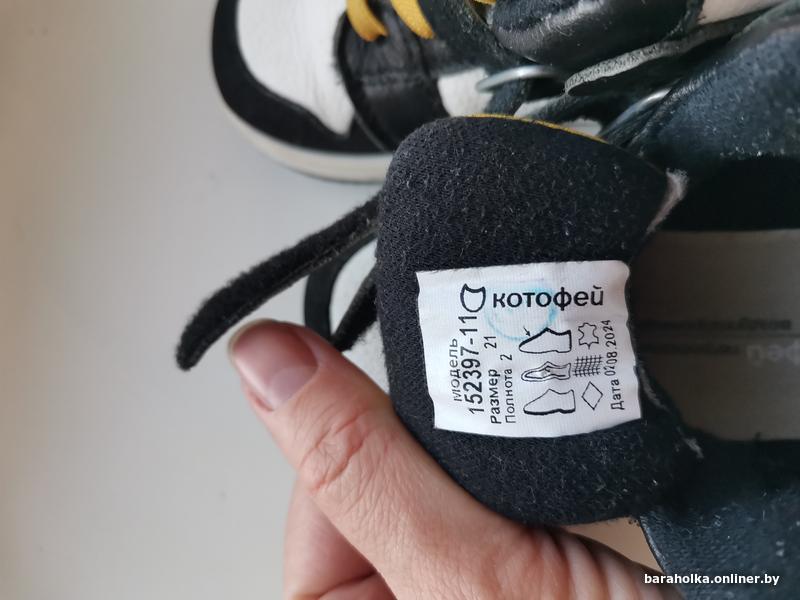 котофей
Модель
152397-11
Размер 21
Полнота 2
Дата 02.08.2024
baraholka.onliner.by